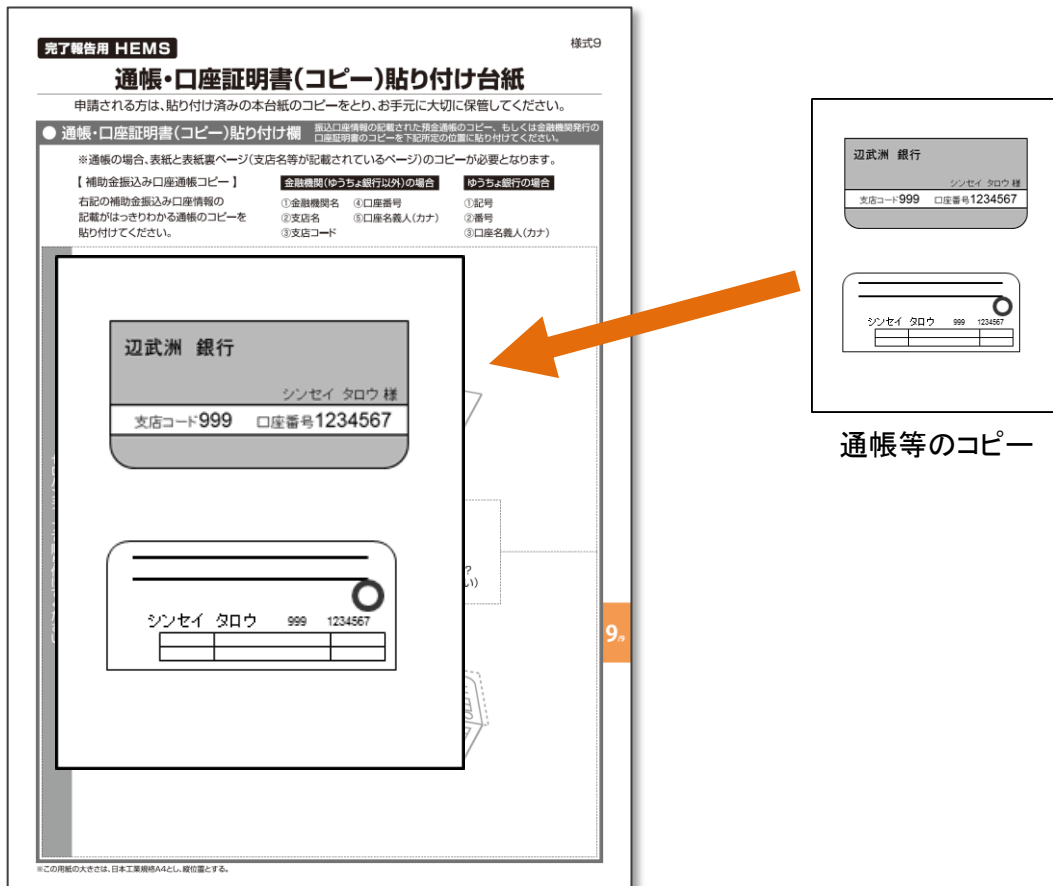 完了報告用 HEMS
様式9
通帳・口座証明書(コピー)貼り付け台紙
申請される方は、貼り付け済みの本台紙のコピーをとり、お手元に大切に保管してください。
● 通帳・口座証明書(コピー)貼り付け欄
振込口座情報の記載された預金通帳のコピー、もしくは金融機関発行の
口座証明書のコピーを下記所定の位置に貼り付けてください。
※通帳の場合、表紙と表紙裏ページ(支店名等が記載されているページ)のコピーが必要となります。
【 補助金振込み口座通帳コピー 】
右記の補助金振込み口座情報の
記載がはっきりわかる通帳のコピーを
貼り付けてください。
金融機関(ゆうちょ銀行以外)の場合
①金融機関名 ④口座番号
②支店名 ⑤口座名義人(カナ)
③支店コード
ゆうちょ銀行の場合
①記号
②番号
③口座名義人(カナ)
辺武洲 銀行
シンセイ タロウ 様
支店コード999 口座番号1234567
シンセイ タロウ 999 1234567
?
い)
9/9
※この用紙の大きさは、日本工業規格A4とし、縦位置とする。
辺武洲 銀行
シンセイ タロウ 様
支店コード999 口座番号1234567
シンセイ タロウ 999 1234567
通帳等のコピー